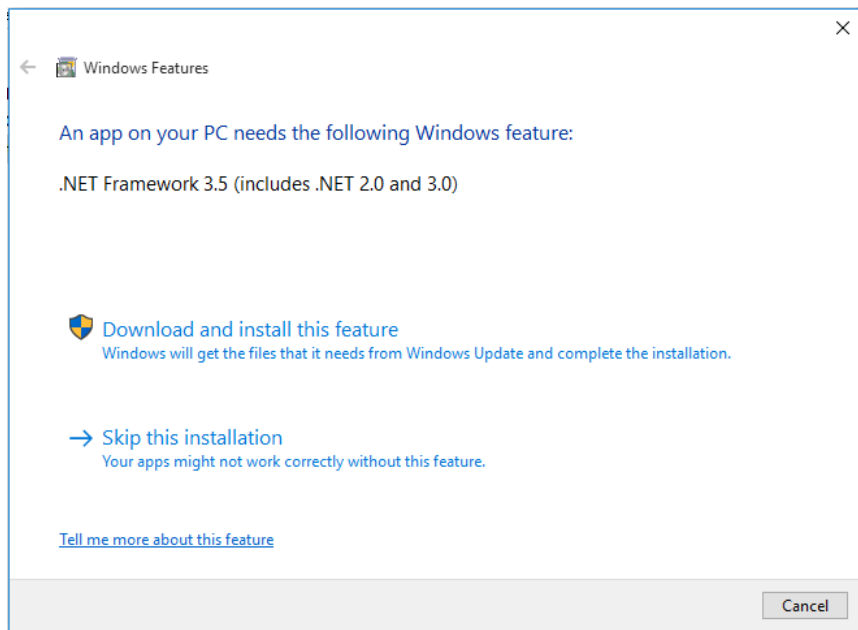 Windows Features
An app on your PC needs the following Windows feature:
.NET Framework 3.5 (includes .NET 2.0 and 3.0)
Download and install this feature
Windows will get the files that it needs from Windows Update and complete the installation.
Skip this installation
Your apps might not work correctly without this feature.
Tell me more about this feature
Cancel